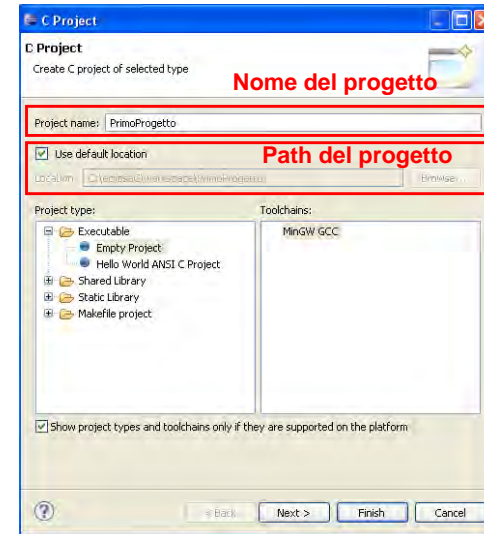 C Project
C Project
Create C project of selected type
Nome del progetto
Project name: PrimoProgetto
Use default location
Path del progetto
Location: Browse...
Project type:
Toolchains:
Executable
MinGW GCC
Empty Project
Hello World ANSI C Project
Shared Library
Static Library
Makefile project
Show project types and toolchains only if they are supported on the platform
? < Back Next > Finish Cancel